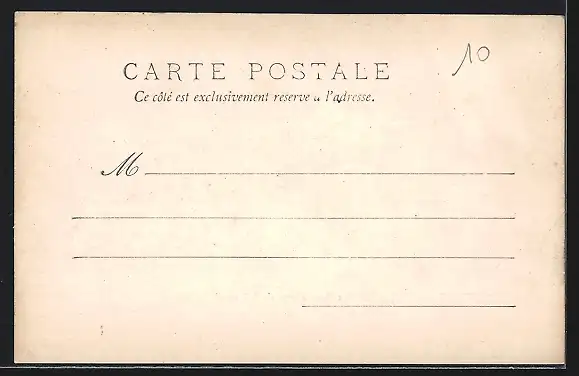 10
CARTE POSTALE
Ce côté est exclusivement reserve a l'adresse.
M